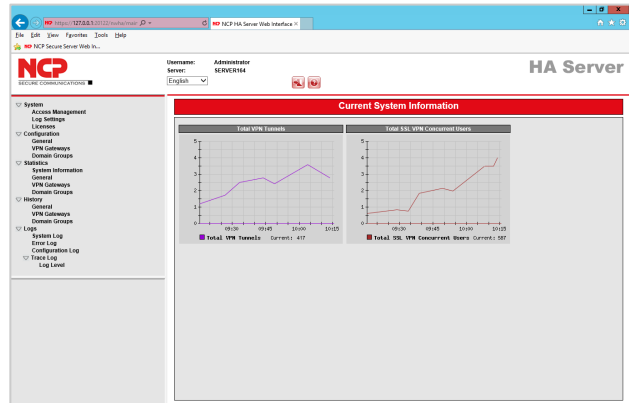 https://127.0.0.1:20122/nwha/main
NCP HA Server Web Interface
File Edit View Favorites Tools Help
NCP Secure Server Web In...
NCP
SECURE COMMUNICATIONS
Username: Administrator
Server: SERVER164
English
HA Server
System
Access Management
Log Settings
Licenses
Configuration
General
VPN Gateways
Domain Groups
Statistics
System Information
General
VPN Gateways
Domain Groups
History
General
VPN Gateways
Domain Groups
Logs
System Log
Error Log
Configuration Log
Trace Log
Log Level
Current System Information
Total VPN Tunnels
5
4
3
2
1
0
09:30 09:45 10:00 10:15
Total VPN Tunnels Current: 417
Total SSL VPN Concurrent Users
5
4
3
2
1
0
09:30 09:45 10:00 10:15
Total SSL VPN Concurrent Users Current: 587